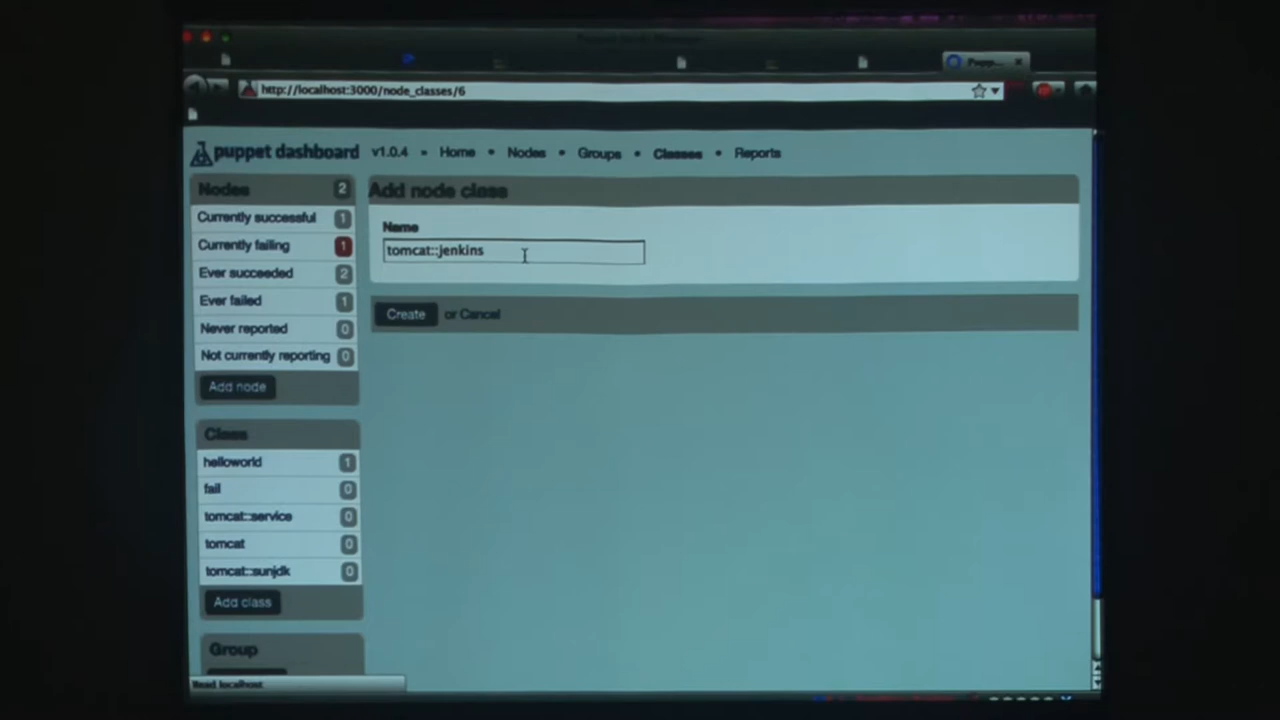 Pupp...
http://localhost:3000/node_classes/6
puppet dashboard v1.0.4 • Home • Nodes • Groups • Classes • Reports
Nodes 2
Currently successful 1
Currently failing 1
Ever succeeded 2
Ever failed 1
Never reported 0
Not currently reporting 0
Add node
Class
helloworld 1
fail 0
tomcat::service 0
tomcat 0
tomcat::sunjdk 0
Add class
Group
Read localhost
Add node class
Name
tomcat::jenkins
Create or Cancel